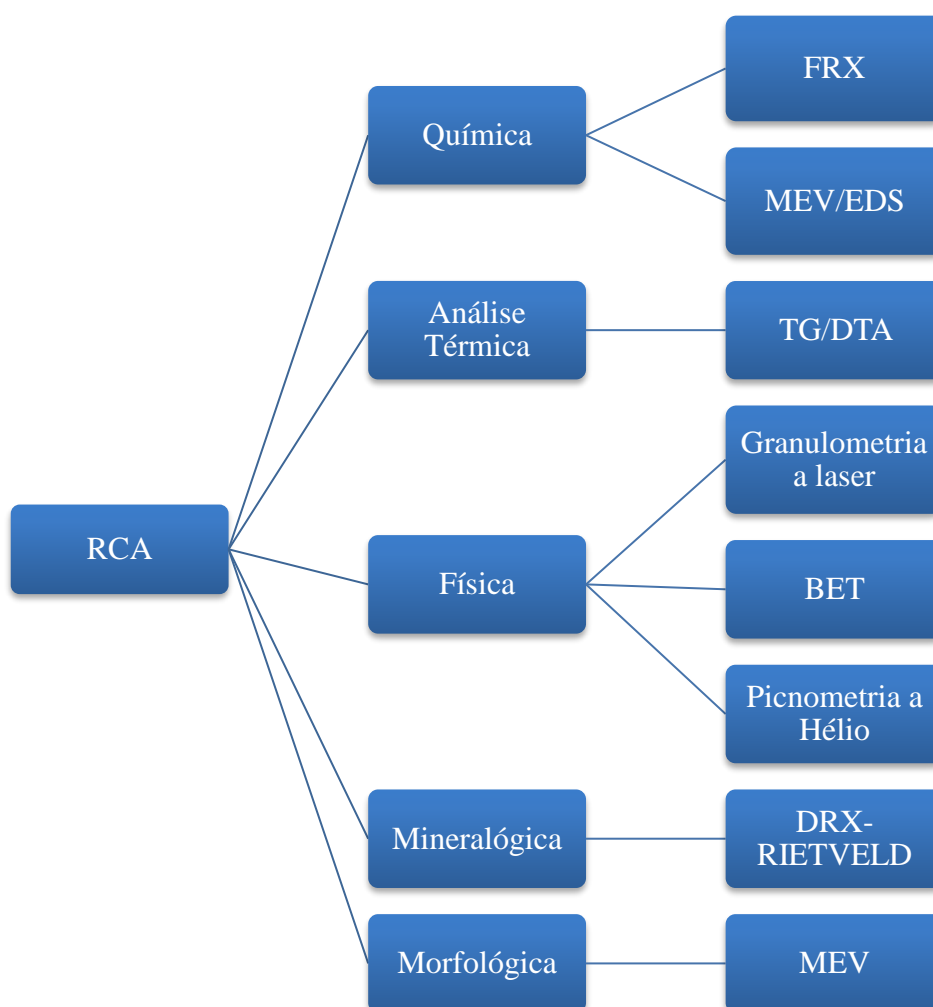 RCA
Química
FRX
MEV/EDS
Análise
Térmica
TG/DTA
Física
Granulometria
a laser
BET
Picnometria a
Hélio
Mineralógica
DRX-
RIETVELD
Morfológica
MEV